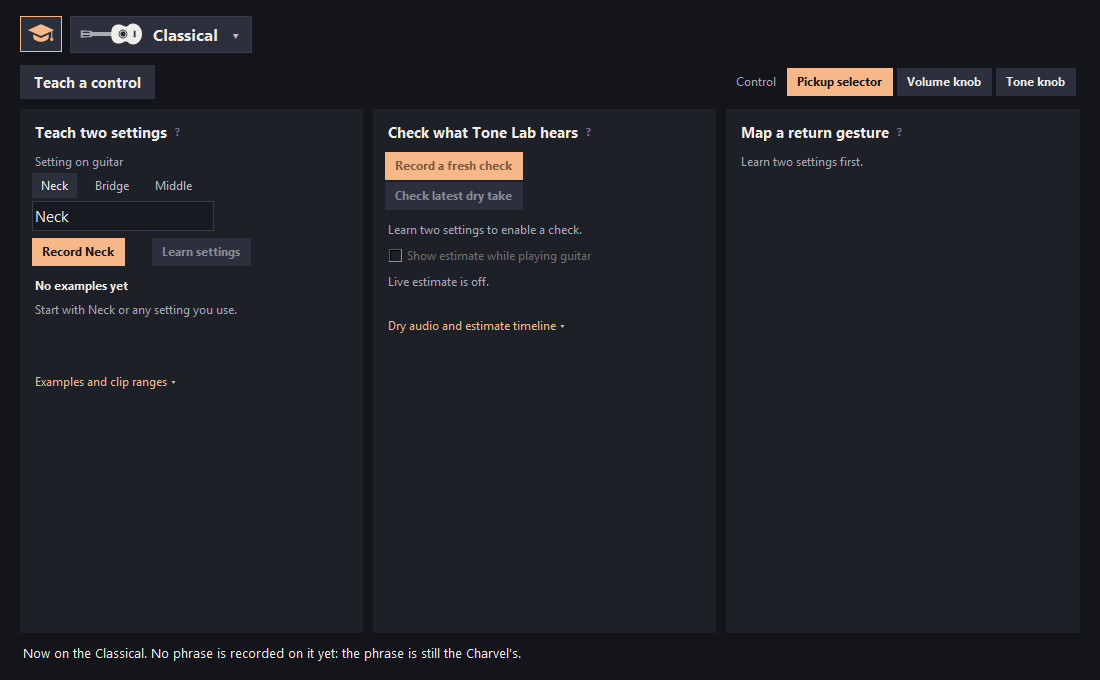 Classical ▾
Teach a control
Control Pickup selector Volume knob Tone knob
Teach two settings ?
Setting on guitar
Neck Bridge Middle
Neck
Record Neck Learn settings
No examples yet
Start with Neck or any setting you use.
Examples and clip ranges ▾
Check what Tone Lab hears ?
Record a fresh check
Check latest dry take
Learn two settings to enable a check.
Show estimate while playing guitar
Live estimate is off.
Dry audio and estimate timeline ▾
Map a return gesture ?
Learn two settings first.
Now on the Classical. No phrase is recorded on it yet: the phrase is still the Charvel's.